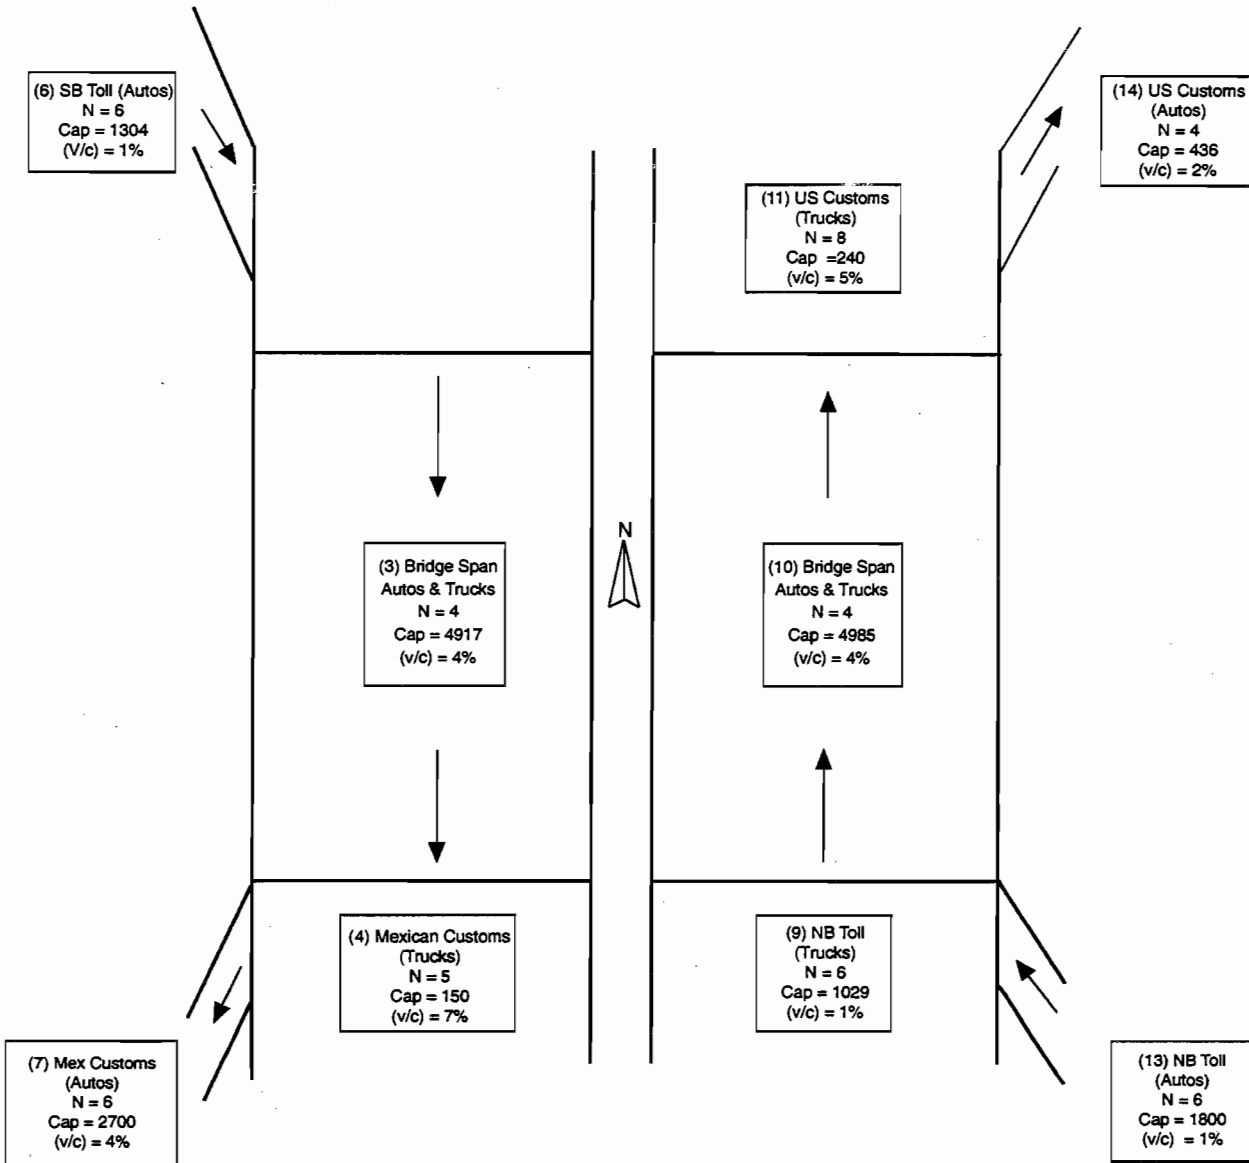 (6) SB Toll (Autos)
N = 6
Cap = 1304
(V/c) = 1%
(14) US Customs
(Autos)
N = 4
Cap = 436
(v/c) = 2%
(11) US Customs
(Trucks)
N = 8
Cap =240
(v/c) = 5%
N
(3) Bridge Span
Autos & Trucks
N = 4
Cap = 4917
(v/c) = 4%
(10) Bridge Span
Autos & Trucks
N = 4
Cap = 4985
(v/c) = 4%
(4) Mexican Customs
(Trucks)
N = 5
Cap = 150
(v/c) = 7%
(9) NB Toll
(Trucks)
N = 6
Cap = 1029
(v/c) = 1%
(7) Mex Customs
(Autos)
N = 6
Cap = 2700
(v/c) = 4%
(13) NB Toll
(Autos)
N = 6
Cap = 1800
(v/c) = 1%